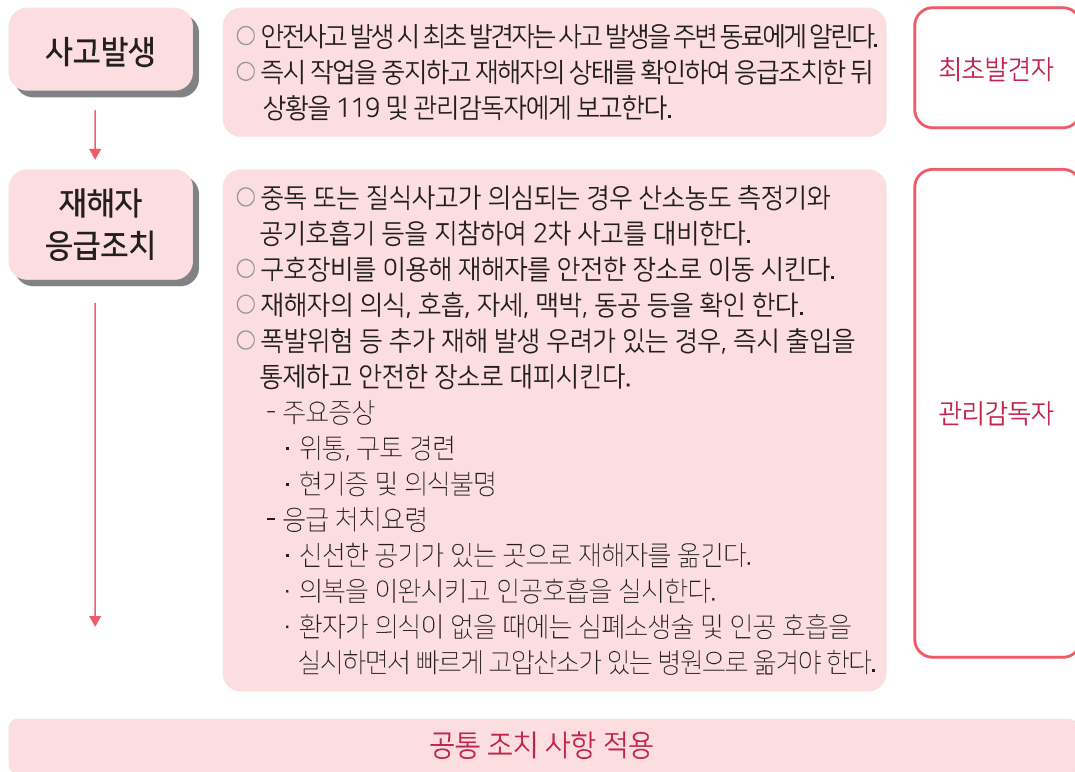 사고발생
○ 안전사고 발생 시 최초 발견자는 사고 발생을 주변 동료에게 알린다.
○ 즉시 작업을 중지하고 재해자의 상태를 확인하여 응급조치한 뒤
상황을 119 및 관리감독자에게 보고한다.
최초발견자
재해자
응급조치
○ 중독 또는 질식사고가 의심되는 경우 산소농도 측정기와
공기호흡기 등을 지참하여 2차 사고를 대비한다.
○ 구호장비를 이용해 재해자를 안전한 장소로 이동 시킨다.
○ 재해자의 의식, 호흡, 자세, 맥박, 동공 등을 확인 한다.
○ 폭발위험 등 추가 재해 발생 우려가 있는 경우, 즉시 출입을
통제하고 안전한 장소로 대피시킨다.
- 주요증상
· 위통, 구토 경련
· 현기증 및 의식불명
- 응급 처치요령
· 신선한 공기가 있는 곳으로 재해자를 옮긴다.
· 의복을 이완시키고 인공호흡을 실시한다.
· 환자가 의식이 없을 때에는 심폐소생술 및 인공 호흡을
실시하면서 빠르게 고압산소가 있는 병원으로 옮겨야 한다.
관리감독자
공통 조치 사항 적용